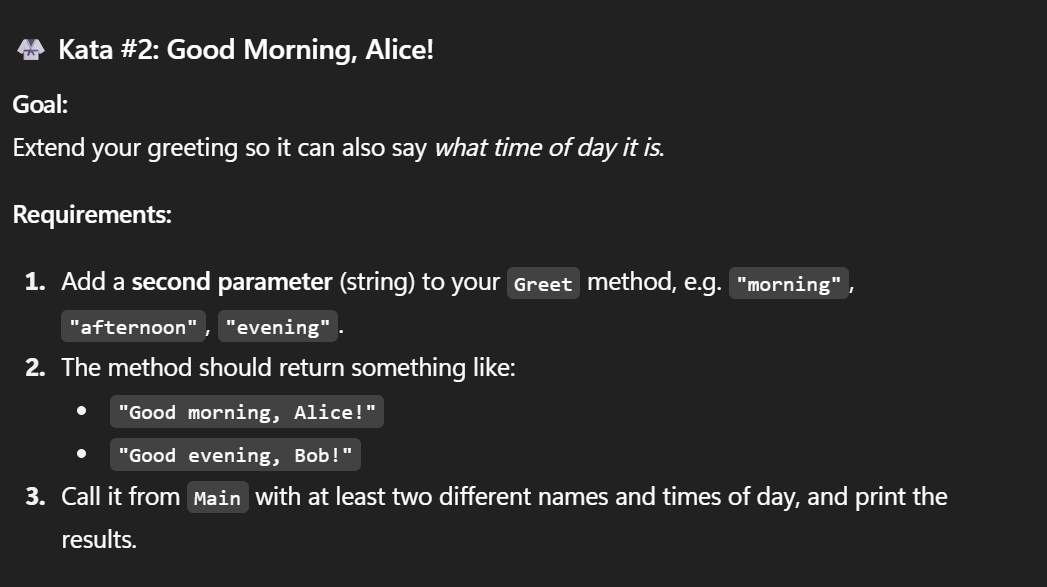 🥋 Kata #2: Good Morning, Alice!
Goal:
Extend your greeting so it can also say what time of day it is.
Requirements:
1. Add a second parameter (string) to your Greet method, e.g. "morning",
"afternoon", "evening".
2. The method should return something like:
• "Good morning, Alice!"
• "Good evening, Bob!"
3. Call it from Main with at least two different names and times of day, and print the
results.